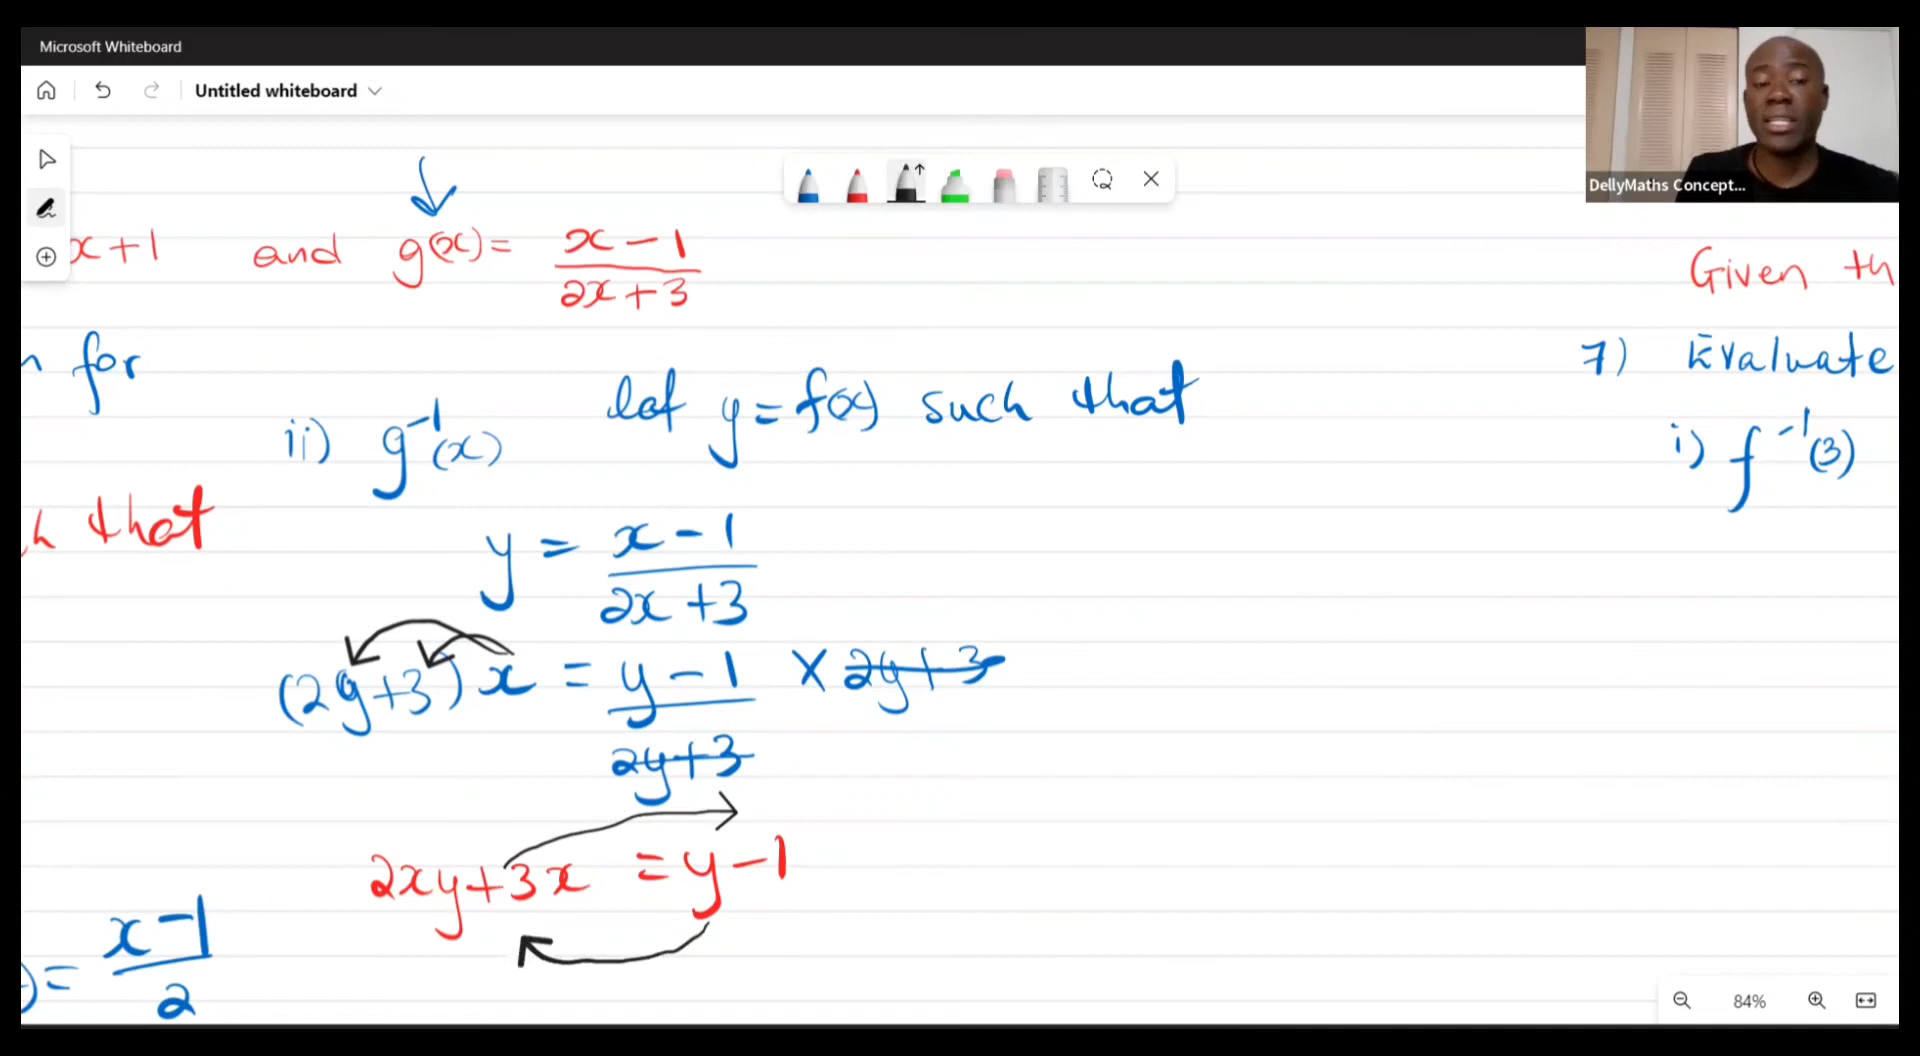 Microsoft Whiteboard
Untitled whiteboard
DellyMaths Concept...
x+1 and g(x)= x-1
2x+3
Given th
for
7) Evaluate
ii) g⁻¹(x) let y=f(x) such that
i) f⁻¹(3)
that
y = x-1
2x+3
(2y+3)x = y-1 × 2y+3
2y+3
2xy+3x = y-1
)= x-1
2
84%